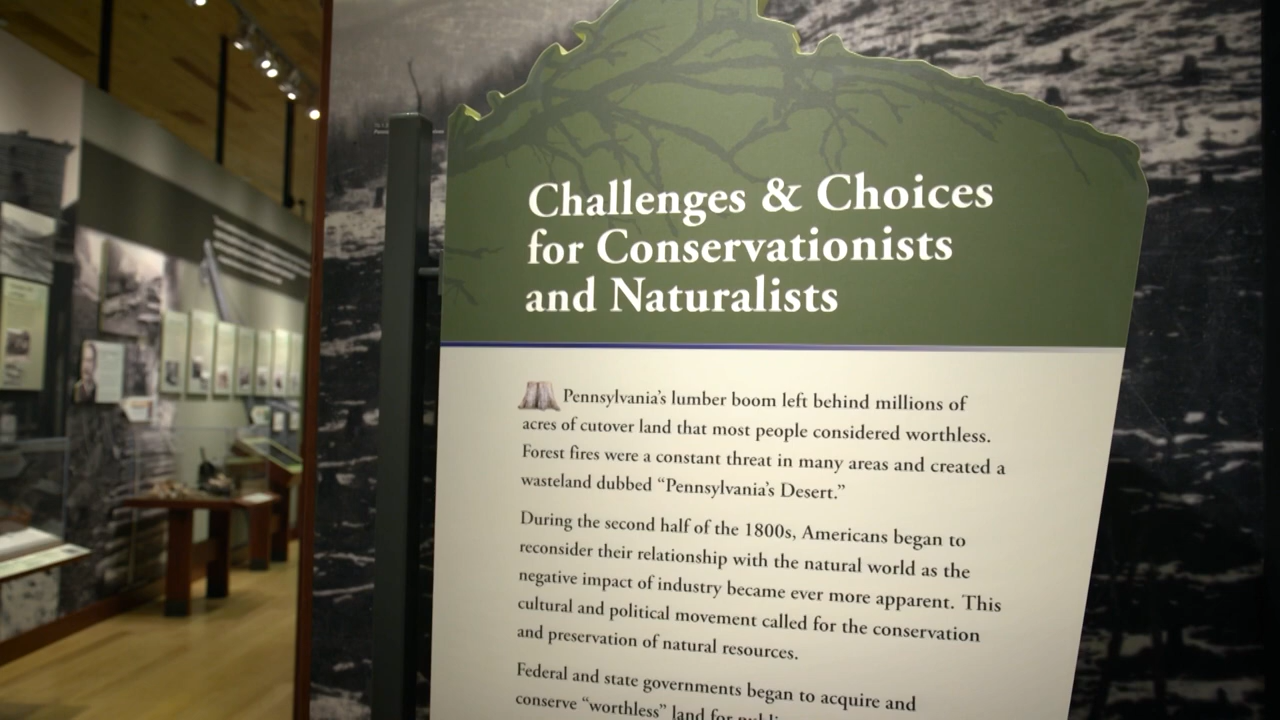 Challenges & Choices
for Conservationists
and Naturalists
Pennsylvania's lumber boom left behind millions of
acres of cutover land that most people considered worthless.
Forest fires were a constant threat in many areas and created a
wasteland dubbed “Pennsylvania's Desert.”
During the second half of the 1800s, Americans began to
reconsider their relationship with the natural world as the
negative impact of industry became ever more apparent. This
cultural and political movement called for the conservation
and preservation of natural resources.
Federal and state governments began to acquire and
conserve “worthless” land for